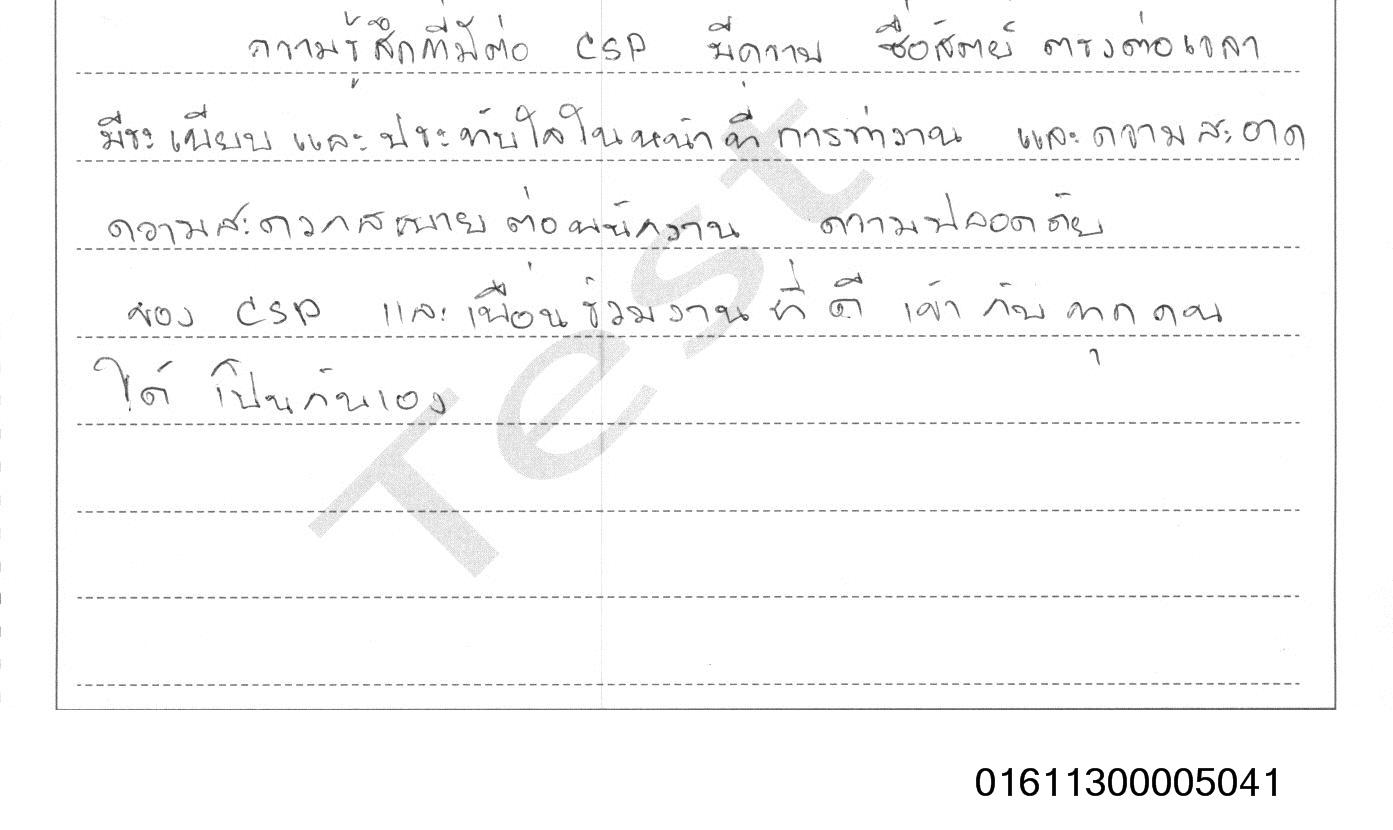 ความรู้สึกที่มีต่อ CSP มีความ ซื่อสัตย์ ตรงต่อเวลา
มีระเบียบ และประทับใจในหน้าที่การทำงาน และความสะอาด
ความสะดวกสบาย ต่อพนักงาน ความปลอดภัย
ของ CSP และเพื่อนร่วมงานที่ดี เข้ากับทุกคน
ได้ เป็นกันเอง
Test
01611300005041